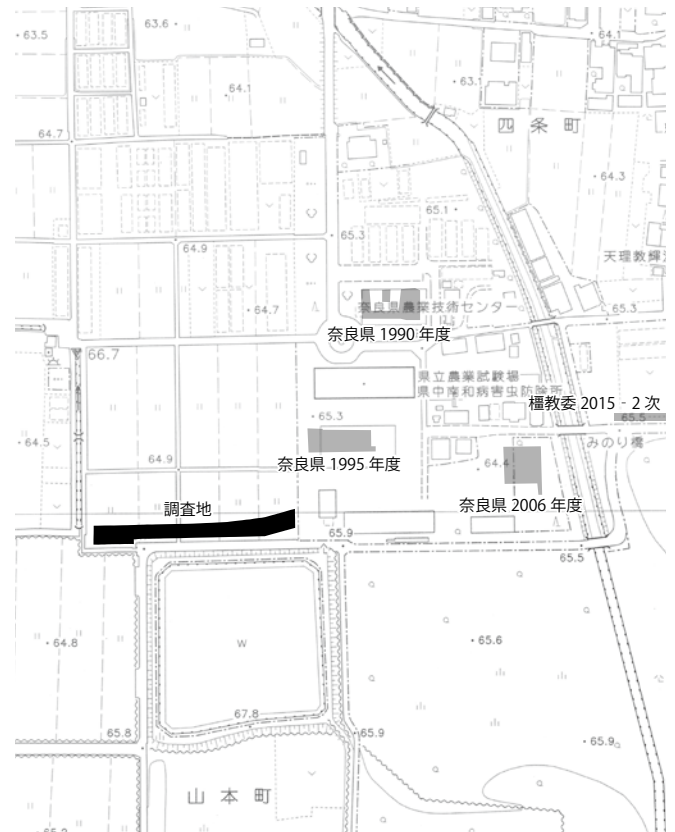 63.5
63.6
64.1
64.1
63.1
64.7
四条町
64.3
65.1
65.3
64.9
天理教輝
64.7
奈良県農業技術センター
65.3
奈良県 1990 年度
66.7
県立農業試験場
県中南和病害虫防除所
橿教委 2015‐2 次
65.3
65.5
64.5
みのり橋
64.9
奈良県 1995 年度
64.4
奈良県 2006 年度
調査地
65.9
65.5
64.8
W
65.6
67.8
65.8
65.9
65.9
山本町